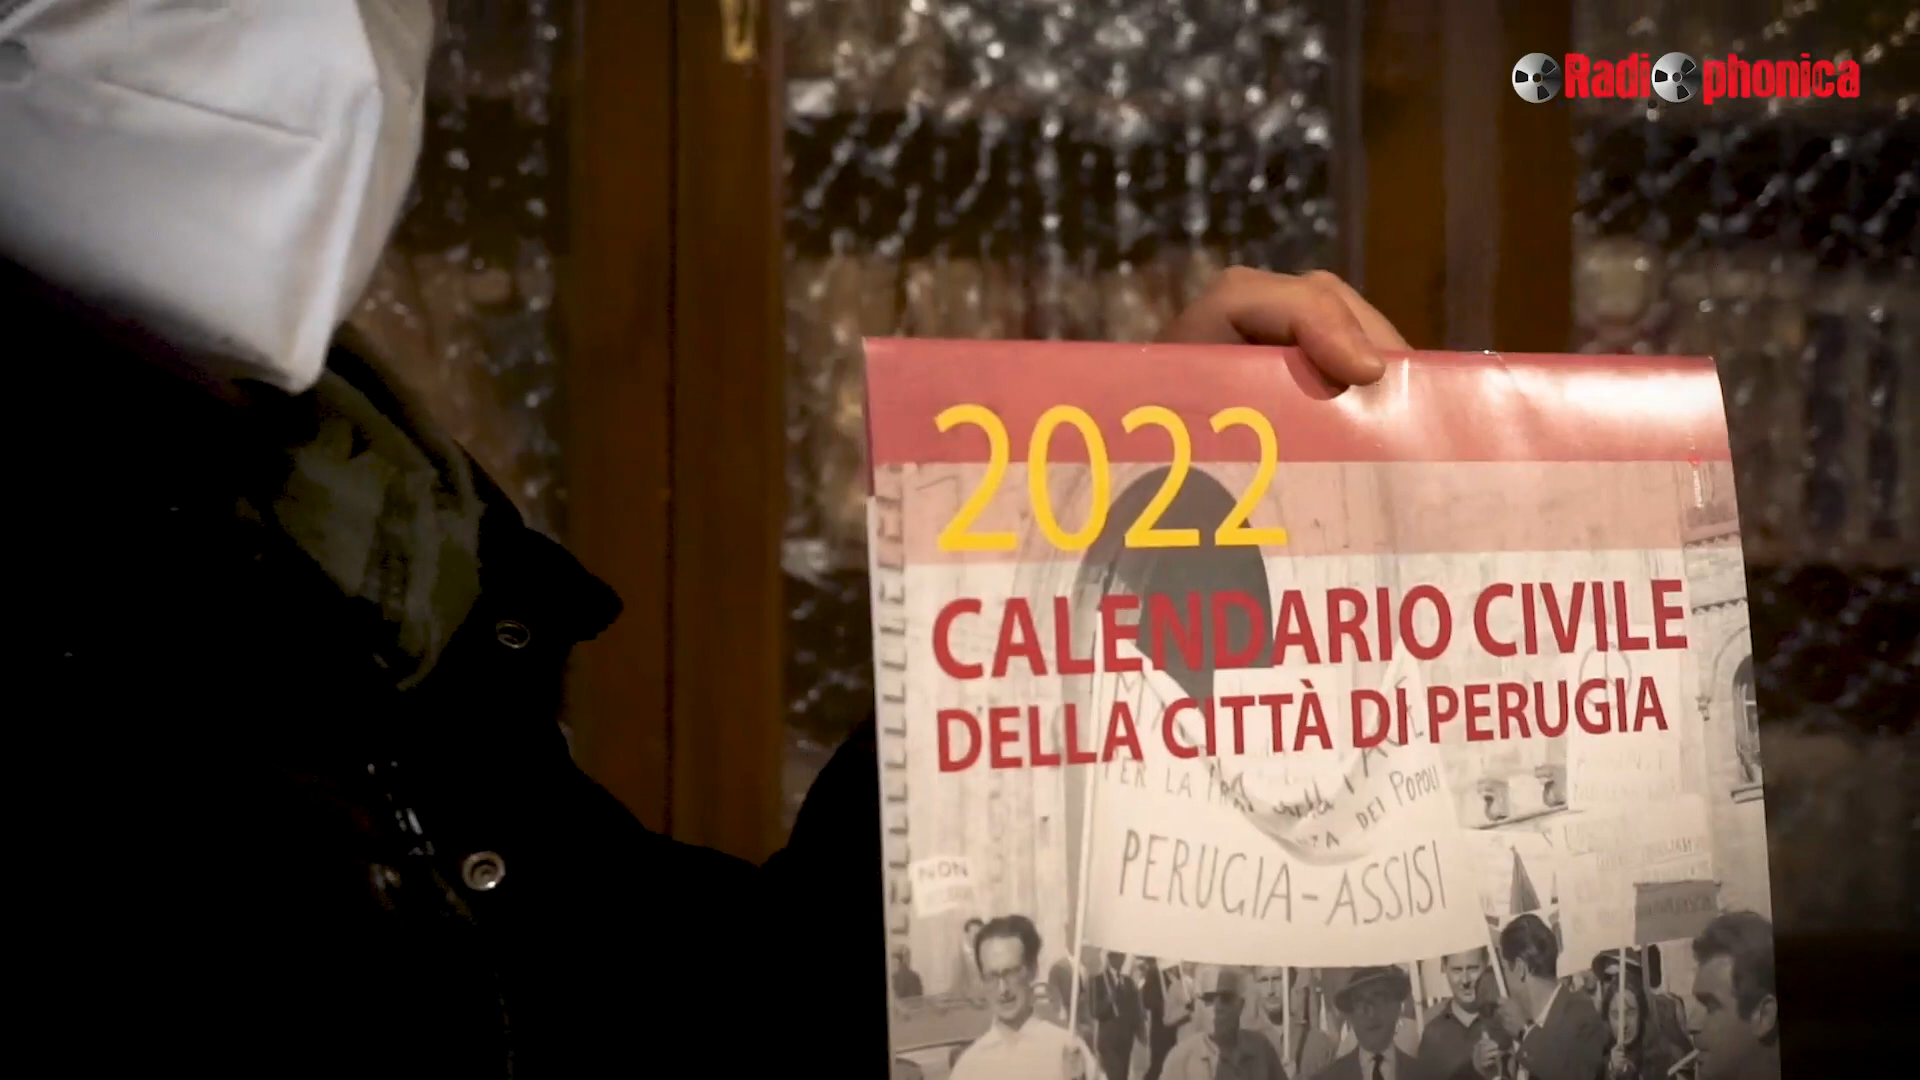 Radiophonica
2022
CALENDARIO CIVILE
DELLA CITTÀ DI PERUGIA
PER LA
DEI POPOLI
PERUGIA-ASSISI
NON